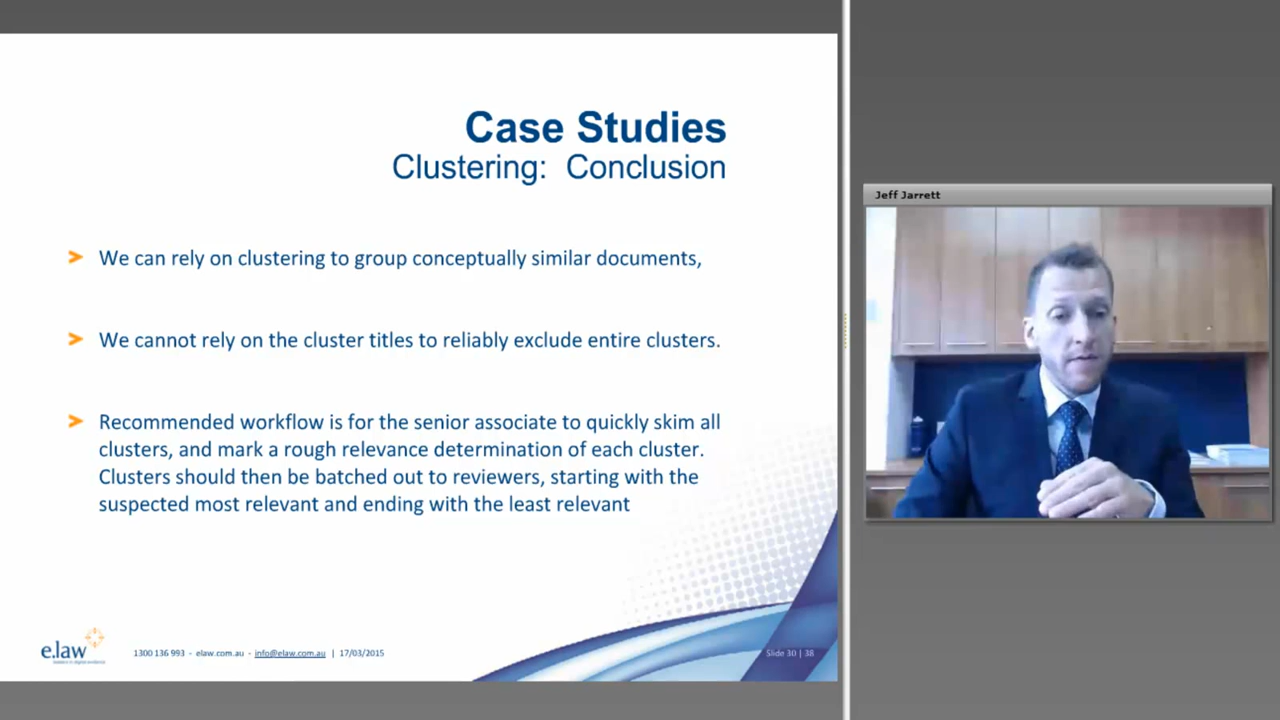 Case Studies
Clustering: Conclusion
We can rely on clustering to group conceptually similar documents,
We cannot rely on the cluster titles to reliably exclude entire clusters.
Recommended workflow is for the senior associate to quickly skim all
clusters, and mark a rough relevance determination of each cluster.
Clusters should then be batched out to reviewers, starting with the
suspected most relevant and ending with the least relevant
e.law
leaders in digital evidence
1300 136 993 - elaw.com.au - info@elaw.com.au | 17/03/2015
Slide 30 | 38
Jeff Jarrett